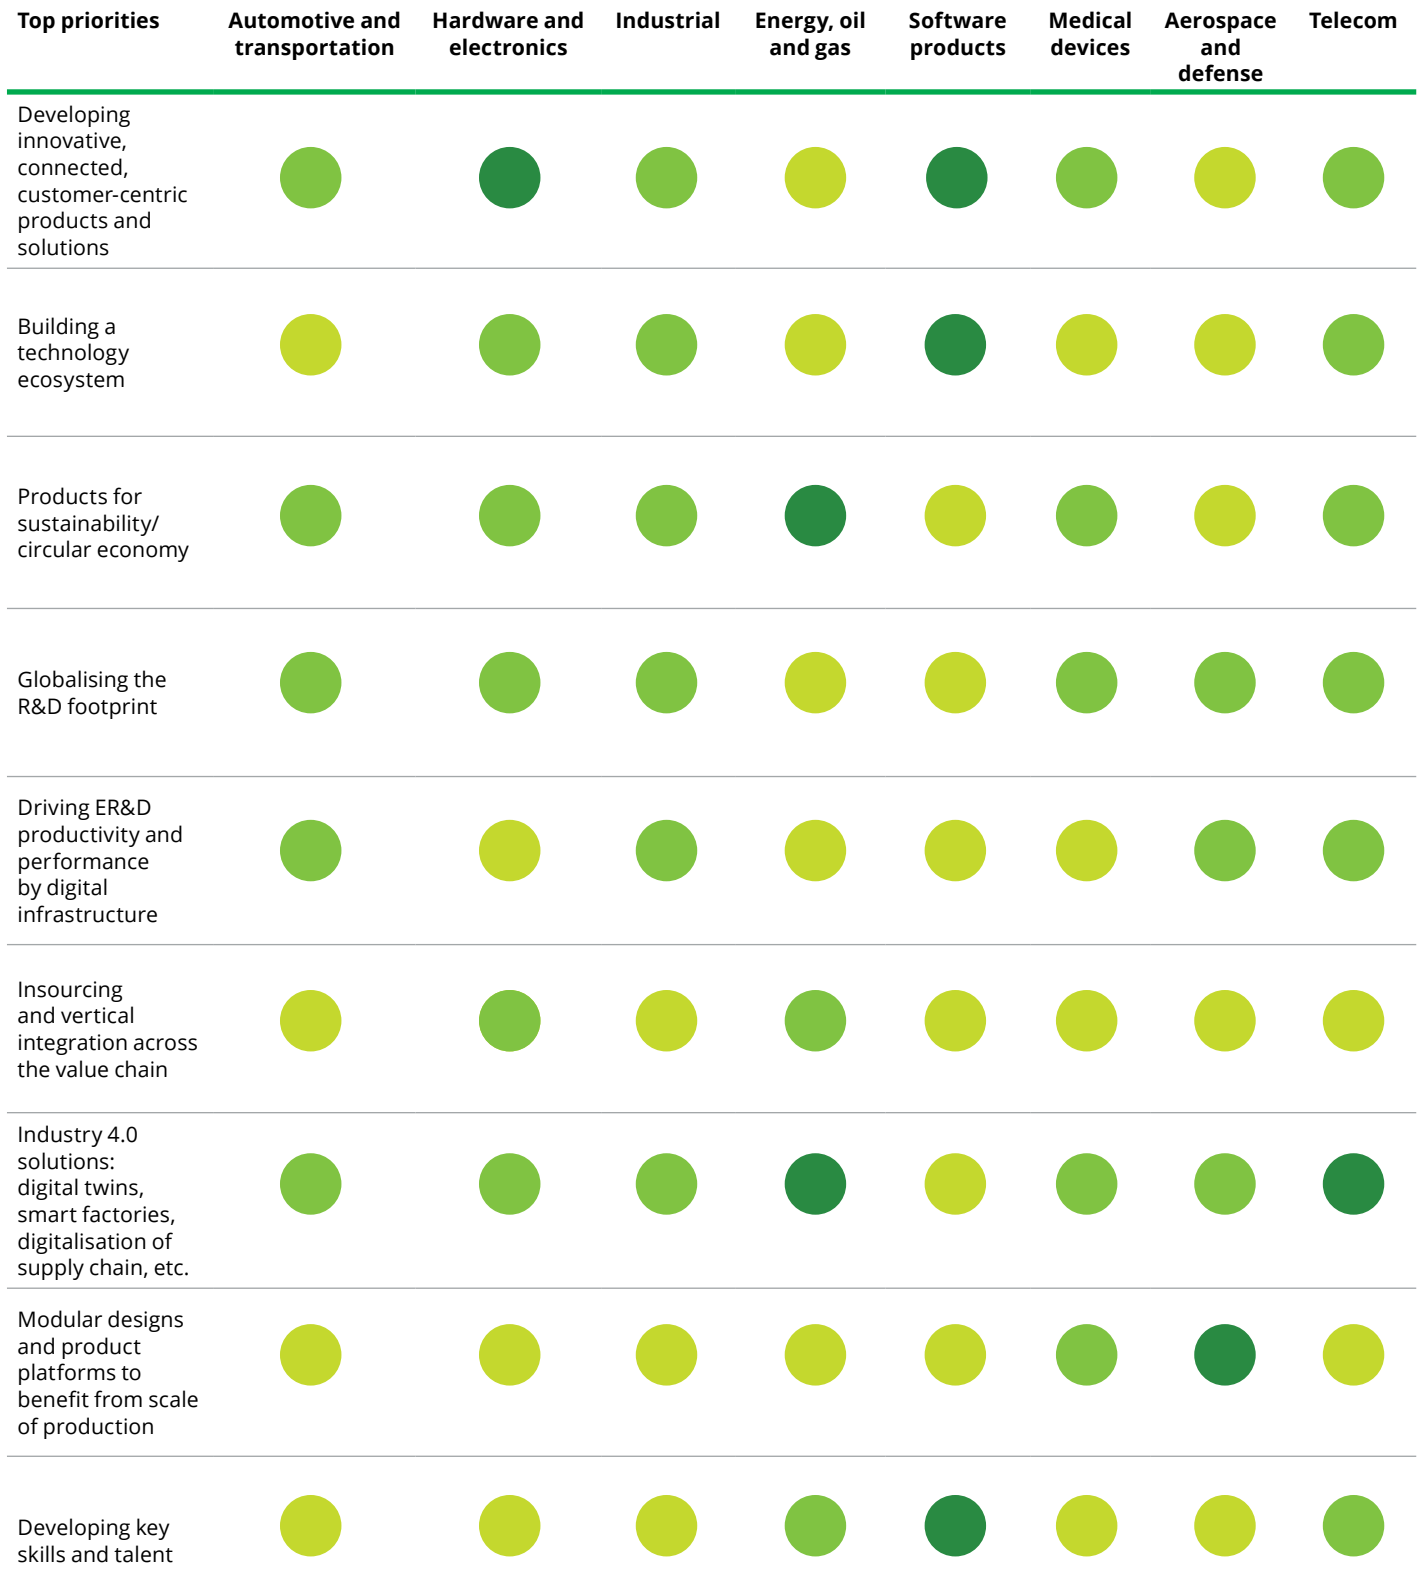 Top priorities
Automotive and
transportation
Hardware and
electronics
Industrial
Energy, oil
and gas
Software
products
Medical
devices
Aerospace
and
defense
Telecom
Developing
innovative,
connected,
customer-centric
products and
solutions
Building a
technology
ecosystem
Products for
sustainability/
circular economy
Globalising the
R&D footprint
Driving ER&D
productivity and
performance
by digital
infrastructure
Insourcing
and vertical
integration across
the value chain
Industry 4.0
solutions:
digital twins,
smart factories,
digitalisation of
supply chain, etc.
Modular designs
and product
platforms to
benefit from scale
of production
Developing key
skills and talent